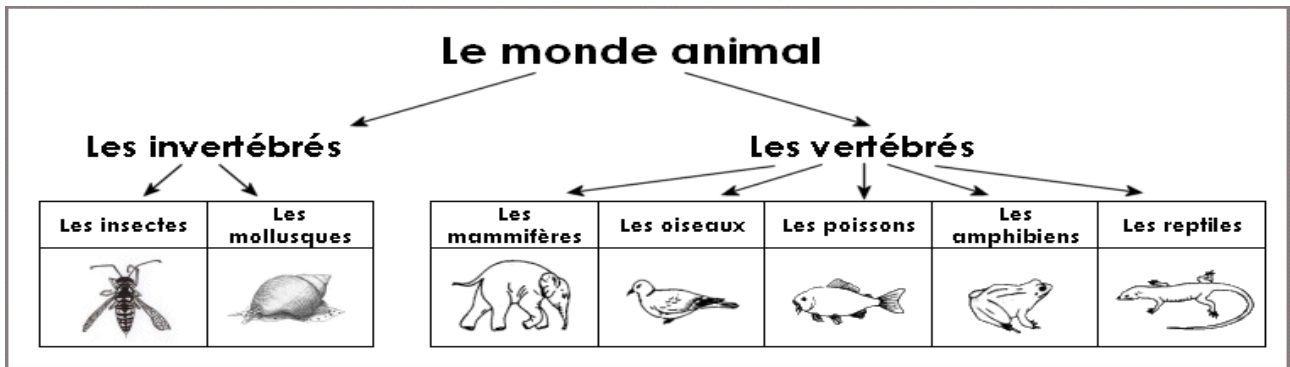 Le monde animal
Les invertébrés
Les vertébrés
Les insectes
Les
mollusques
Les
mammifères
Les oiseaux
Les poissons
Les
amphibiens
Les reptiles